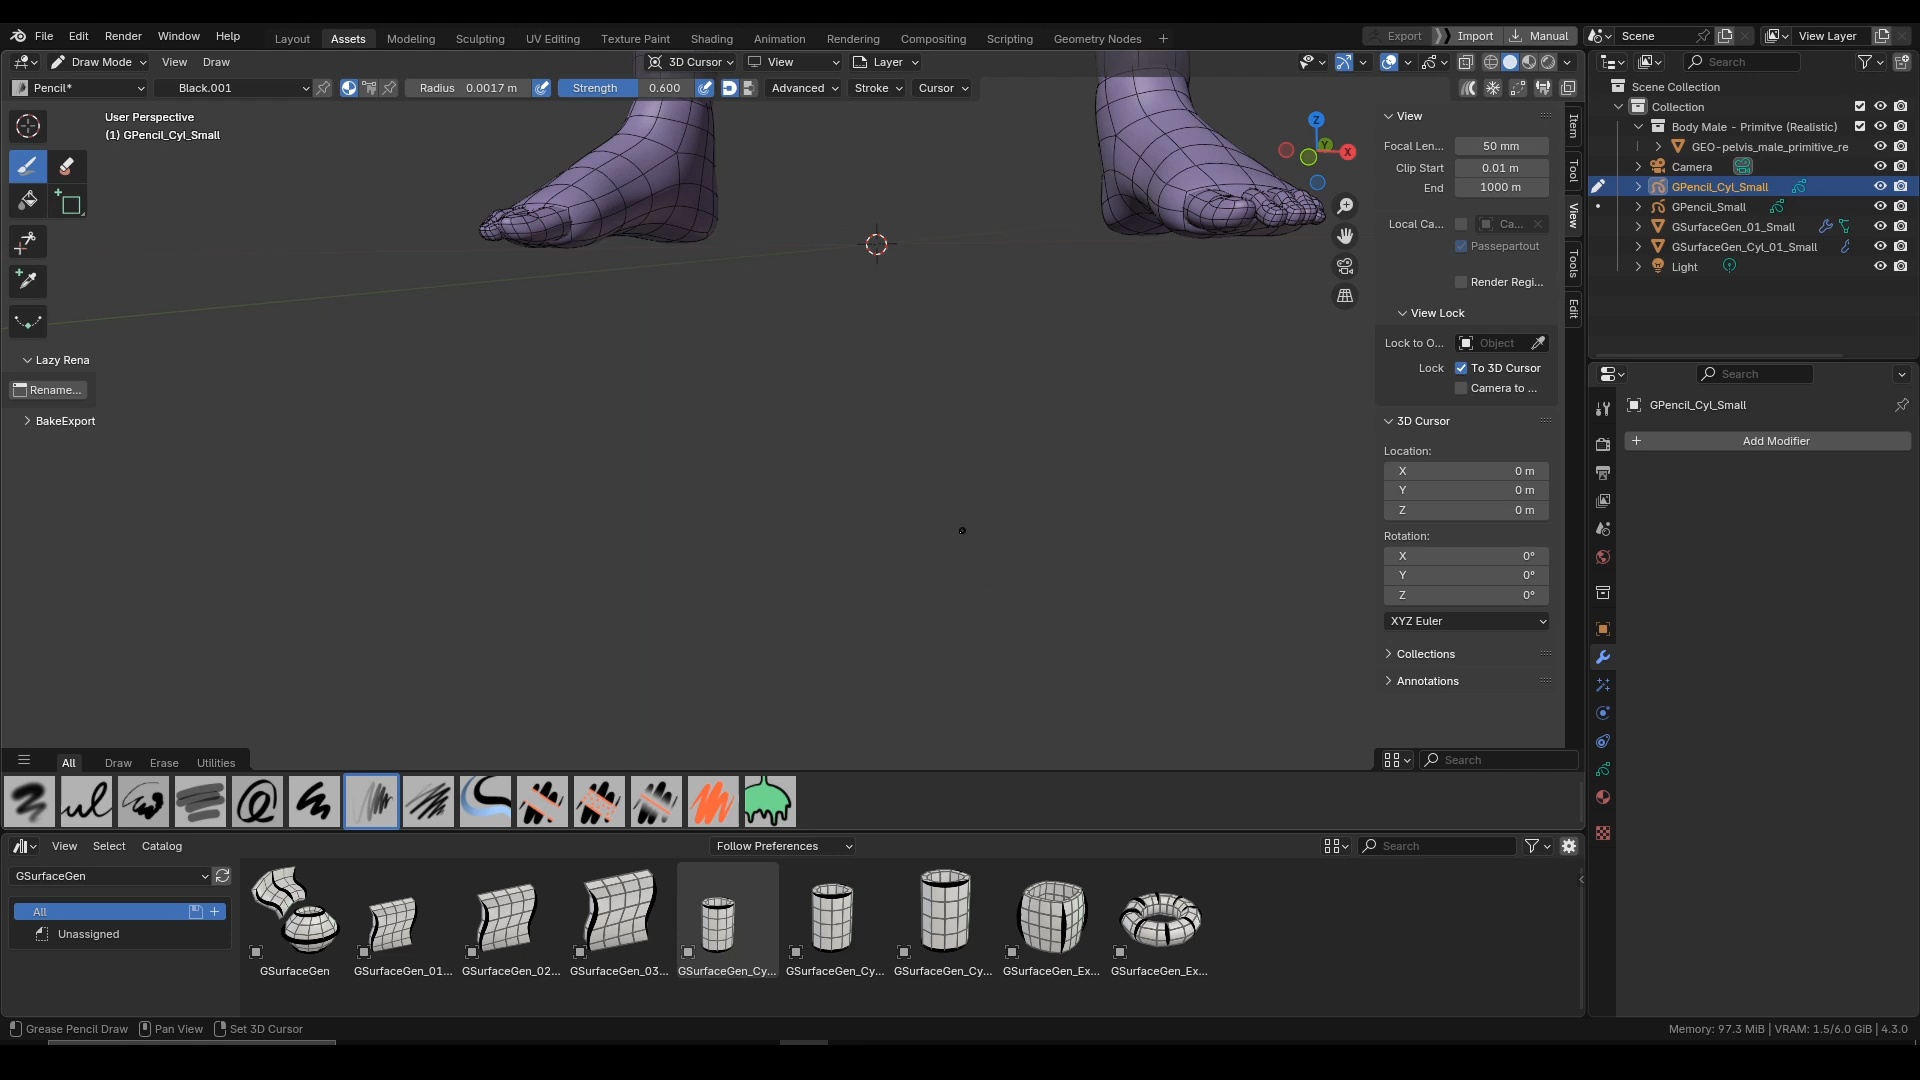 File Edit Render Window Help Layout Assets Modeling Sculpting UV Editing Texture Paint Shading Animation Rendering Compositing Scripting Geometry Nodes + Export Import Manual Scene View Layer
Draw Mode View Draw 3D Cursor View Layer Search
Pencil* Black.001 Radius 0.0017 m Strength 0.600 Advanced Stroke Cursor
User Perspective
(1) GPencil_Cyl_Small
Z
Y
X
Lazy Rena
Rename...
BakeExport
View
Focal Len... 50 mm
Clip Start 0.01 m
End 1000 m
Local Ca... Ca...
Passepartout
Render Regi...
View Lock
Lock to O... Object
Lock To 3D Cursor
Camera to ...
3D Cursor
Location:
X 0 m
Y 0 m
Z 0 m
Rotation:
X 0°
Y 0°
Z 0°
XYZ Euler
Collections
Annotations
Item
Tool
View
Tools
Edit
Scene Collection
Collection
Body Male - Primitve (Realistic)
GEO-pelvis_male_primitive_re
Camera
GPencil_Cyl_Small
GPencil_Small
GSurfaceGen_01_Small
GSurfaceGen_Cyl_01_Small
Light
Search
GPencil_Cyl_Small
Add Modifier
All Draw Erase Utilities Search
View Select Catalog Follow Preferences Search
GSurfaceGen
All
Unassigned
GSurfaceGen GSurfaceGen_01... GSurfaceGen_02... GSurfaceGen_03... GSurfaceGen_Cy... GSurfaceGen_Cy... GSurfaceGen_Cy... GSurfaceGen_Ex... GSurfaceGen_Ex...
Grease Pencil Draw Pan View Set 3D Cursor Memory: 97.3 MiB | VRAM: 1.5/6.0 GiB | 4.3.0